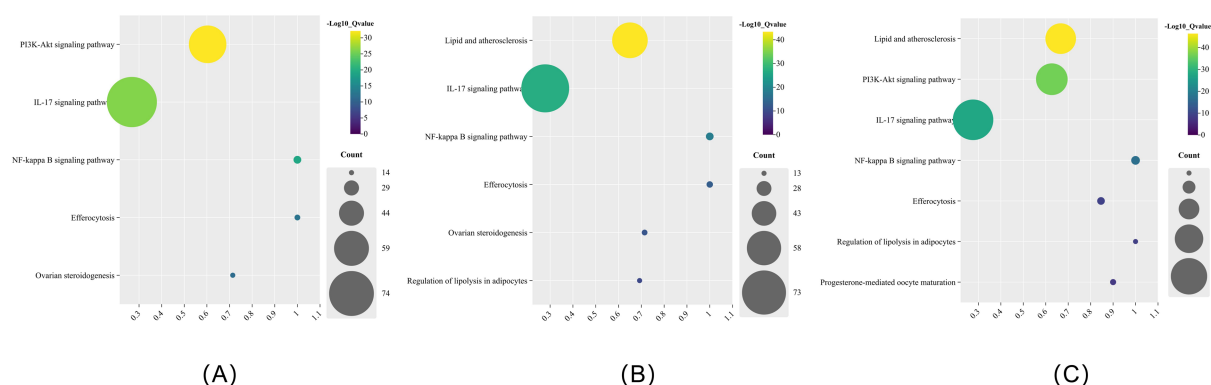 -Log10_Qvalue
PI3K-Akt signaling pathway
IL-17 signaling pathway
NF-kappa B signaling pathway
Efferocytosis
Ovarian steroidogenesis
0.3 0.4 0.5 0.6 0.7 0.8 0.9 1 1.1
30
25
20
15
10
5
0
Count
14
29
44
59
74
(A)
-Log10_Qvalue
Lipid and atherosclerosis
IL-17 signaling pathway
NF-kappa B signaling pathway
Efferocytosis
Ovarian steroidogenesis
Regulation of lipolysis in adipocytes
0.3 0.4 0.5 0.6 0.7 0.8 0.9 1 1.1
40
30
20
10
0
Count
13
28
43
58
73
(B)
-Log10_Qvalue
Lipid and atherosclerosis
PI3K-Akt signaling pathway
IL-17 signaling pathway
NF-kappa B signaling pathway
Efferocytosis
Regulation of lipolysis in adipocytes
Progesterone-mediated oocyte maturation
0.3 0.4 0.5 0.6 0.7 0.8 0.9 1 1.1
40
30
20
10
0
Count
(C)